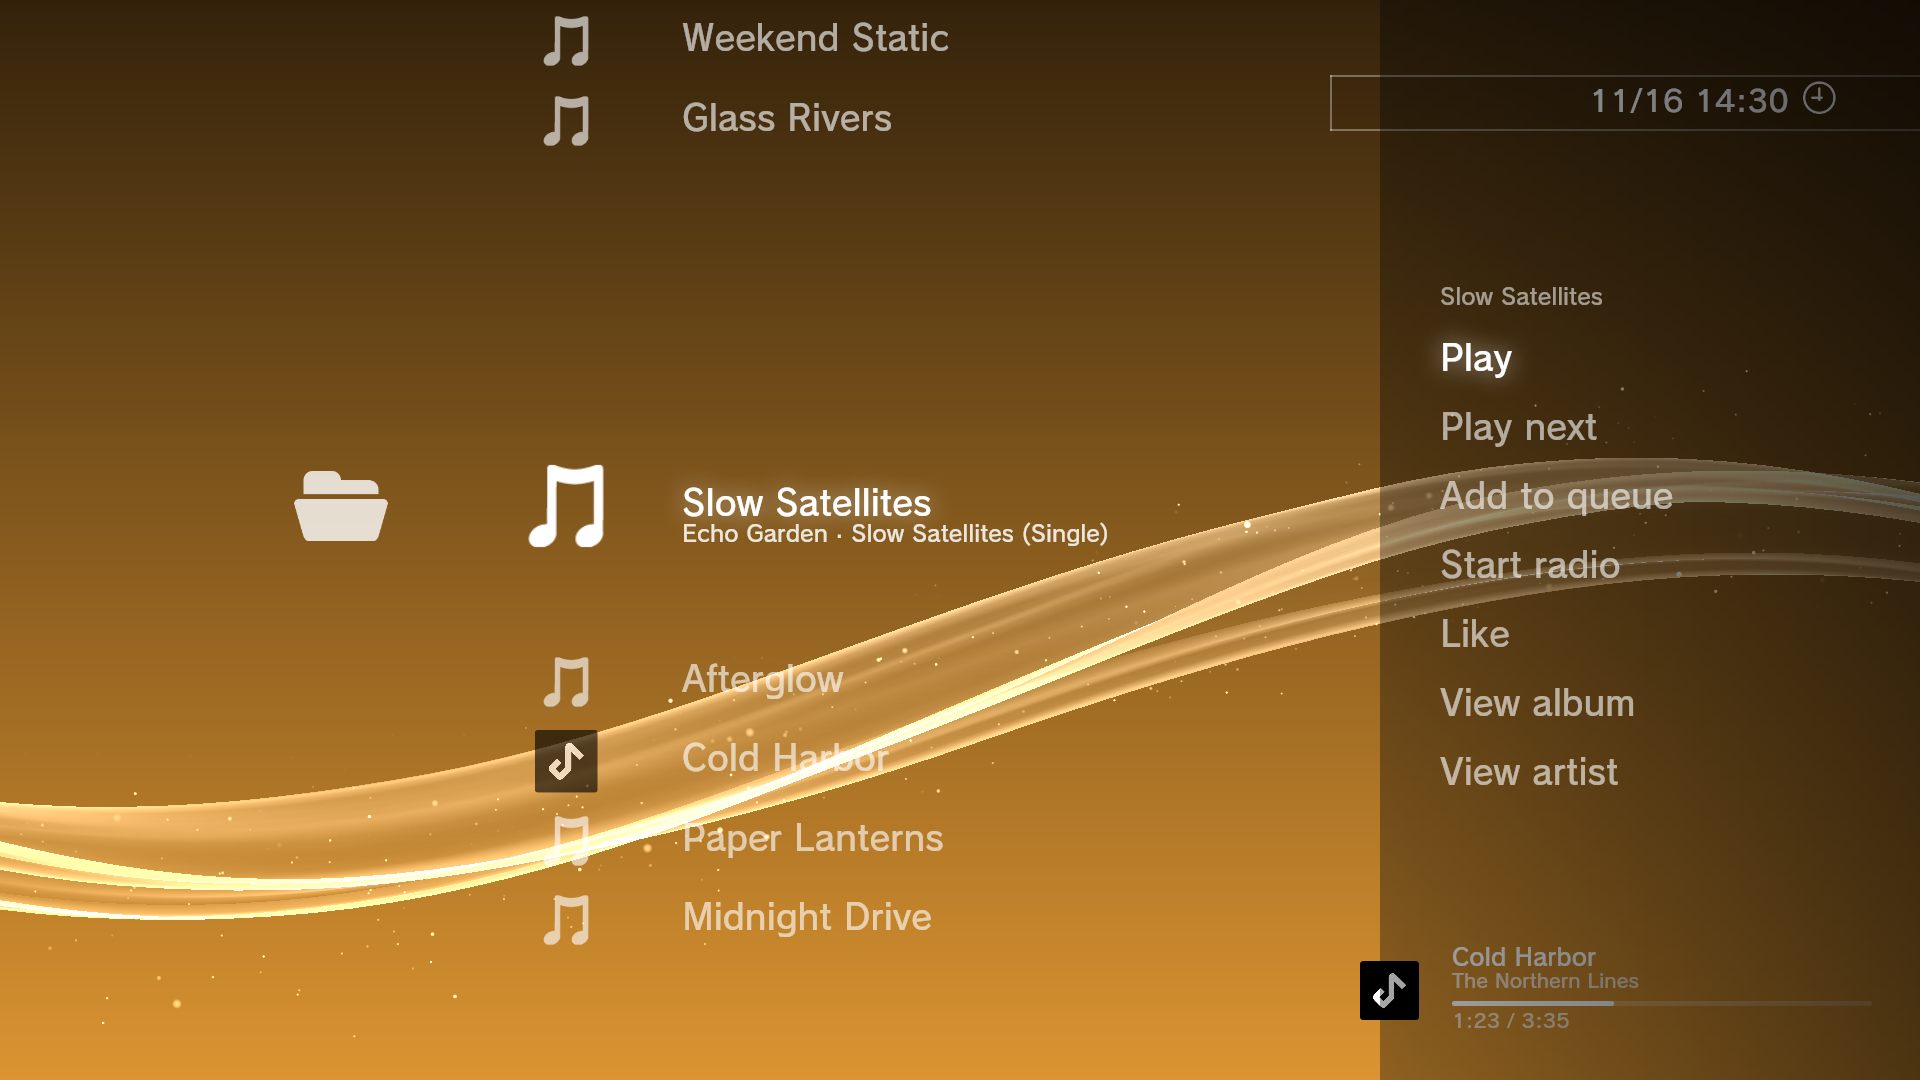 Weekend Static
Glass Rivers
11/16 14:30
Slow Satellites
Echo Garden · Slow Satellites (Single)
Afterglow
Cold Harbor
Paper Lanterns
Midnight Drive
Slow Satellites
Play
Play next
Add to queue
Start radio
Like
View album
View artist
Cold Harbor
The Northern Lines
1:23 / 3:35